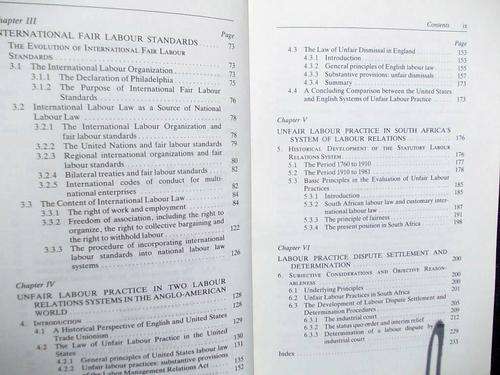 Chapter III
Page
INTERNATIONAL FAIR LABOUR STANDARDS 73
THE EVOLUTION OF INTERNATIONAL FAIR LABOUR
STANDARDS 73
3.1 The International Labour Organization 73
3.1.1 The Declaration of Philadelphia 75
3.1.2 The Purpose of International Fair Labour
Standards 76
3.2 International Labour Law as a Source of National
Labour Law 78
3.2.1 The International Labour Organization and
fair labour standards 78
3.2.2 The United Nations and fair labour standards 79
3.2.3 Regional international organizations and fair
labour standards 80
3.2.4 Bilateral treaties and fair labour standards 82
3.2.5 International codes of conduct for multi-
national enterprises 82
3.3 The Content of International Labour Law 84
3.3.1 The right of work and employment 84
3.3.2 Freedom of association, including the right to
organize, the right to collective bargaining and
the right to withhold labour 122
3.3.3 The procedure of incorporating international
labour standards into national labour law
systems 126
Chapter IV
UNFAIR LABOUR PRACTICE IN TWO LABOUR
RELATIONS SYSTEMS IN THE ANGLO-AMERICAN
WORLD 128
4. INTRODUCTION 128
4.1 A Historical Perspective of English and United States
Trade Unionism 129
4.2 The Law of Unfair Labour Practice in the United
States 131
4.2.1 General principles of United States labour law 131
4.2.2 Unfair labour practices: substantive provisions
of the Labor Management Relations Act 135
152
Contents ix
Page
4.3 The Law of Unfair Dismissal in England 153
4.3.1 Introduction 153
4.3.2 General principles of English labour law 155
4.3.3 Substantive provisions: unfair dismissals 157
4.3.4 Summary 173
4.4 A Concluding Comparison between the United States
and English Systems of Unfair Labour Practice 173
Chapter V
UNFAIR LABOUR PRACTICE IN SOUTH AFRICA'S
SYSTEM OF LABOUR RELATIONS 176
5. HISTORICAL DEVELOPMENT OF THE STATUTORY LABOUR
RELATIONS SYSTEM 176
5.1 The Period 1760 to 1910 177
5.2 The Period 1910 to 1981 178
5.3 Basic Principles in the Evaluation of Unfair Labour
Practices 185
5.3.1 Introduction 185
5.3.2 South African labour law and customary inter-
national labour law 187
5.3.3 The principle of fairness 191
5.3.4 The present position in South Africa 198
Chapter VI
LABOUR PRACTICE DISPUTE SETTLEMENT AND
DETERMINATION 200
6. SUBJECTIVE CONSIDERATIONS AND OBJECTIVE REASON-
ABLENESS 200
6.1 Underlying Principles 200
6.2 Unfair Labour Practices in South Africa 201
6.3 The Development of Labour Dispute Settlement and
Determination Procedures 205
6.3.1 The industrial court 209
6.3.2 The status quo order and interim relief 212
6.3.3 Determination of a labour dispute by
industrial court 229
Index 233